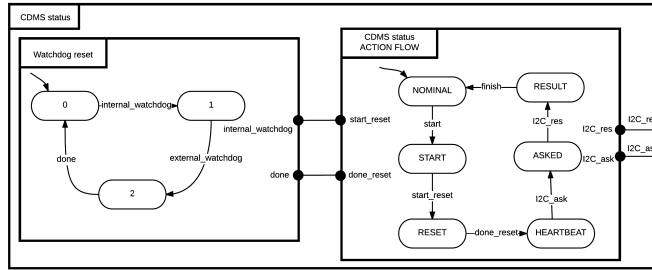 CDMS status
Watchdog reset
0
internal_watchdog
1
external_watchdog
done
2
internal_watchdog
done
CDMS status
ACTION FLOW
start_reset
done_reset
NOMINAL
finish
RESULT
start
I2C_res
START
ASKED
start_reset
I2C_ask
RESET
done_reset
HEARTBEAT
I2C_res
I2C_ask